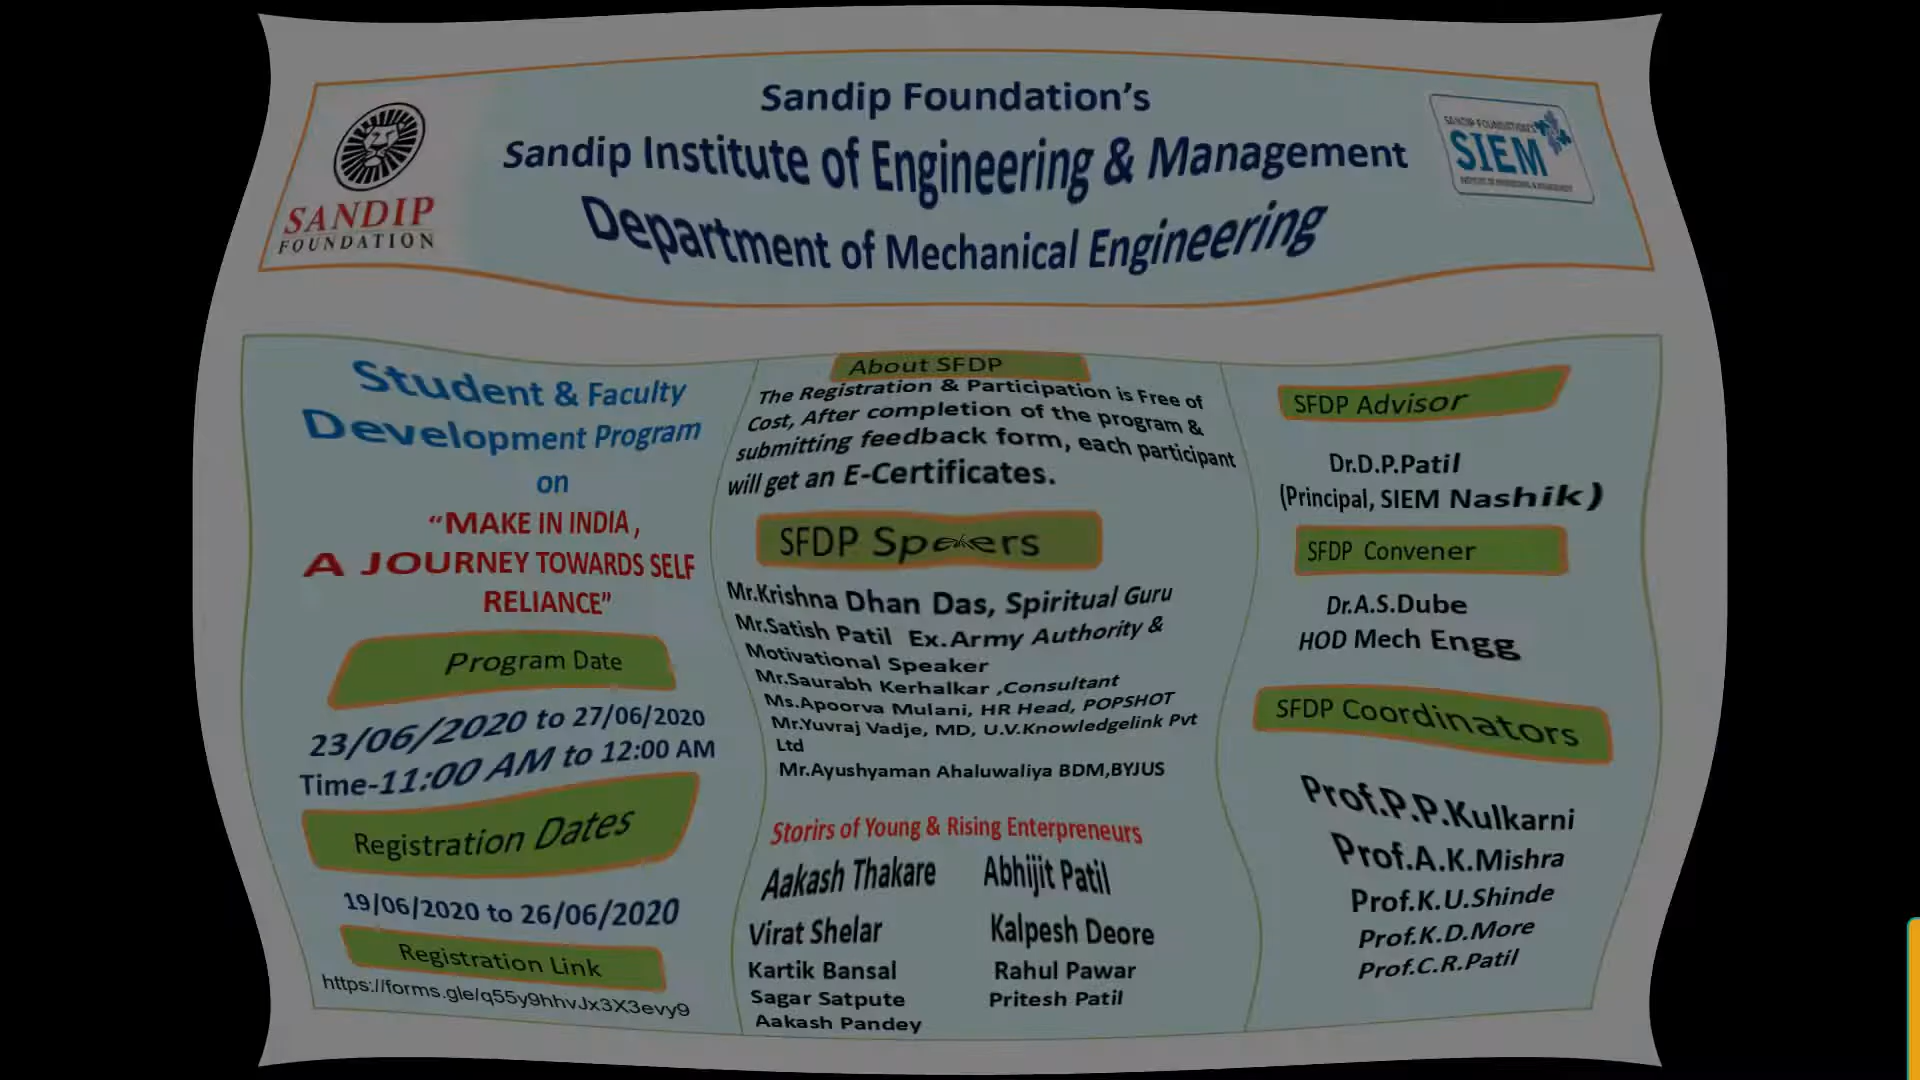 Sandip Foundation's
Sandip Institute of Engineering & Management
Department of Mechanical Engineering
SANDIP
FOUNDATION
SANDIP FOUNDATION'S
SIEM
Student & Faculty
Development Program
on
“MAKE IN INDIA ,
A JOURNEY TOWARDS SELF
RELIANCE”
Program Date
23/06/2020 to 27/06/2020
Time-11:00 AM to 12:00 AM
Registration Dates
19/06/2020 to 26/06/2020
Registration Link
https://forms.gle/q55y9hhvJx3X3evy9
About SFDP
The Registration & Participation is Free of
Cost, After completion of the program &
submitting feedback form, each participant
will get an E-Certificates.
SFDP
Mr.Krishna Dhan Das, Spiritual Guru
Mr.Satish Patil Ex.Army Authority &
Motivational Speaker
Mr.Saurabh Kerhalkar ,Consultant
Ms.Apoorva Mulani, HR Head, POPSHOT
Mr.Yuvraj Vadje, MD, U.V.Knowledgelink Pvt
Ltd
Mr.Ayushyaman Ahaluwaliya BDM,BYJUS
Storirs of Young & Rising Enterpreneurs
Aakash Thakare Abhijit Patil
Virat Shelar Kalpesh Deore
Kartik Bansal Rahul Pawar
Sagar Satpute Pritesh Patil
Aakash Pandey
SFDP Advisor
Dr.D.P.Patil
(Principal, SIEM Nashik)
SFDP Convener
Dr.A.S.Dube
HOD Mech Engg
SFDP Coordinators
Prof.P.P.Kulkarni
Prof.A.K.Mishra
Prof.K.U.Shinde
Prof.K.D.More
Prof.C.R.Patil